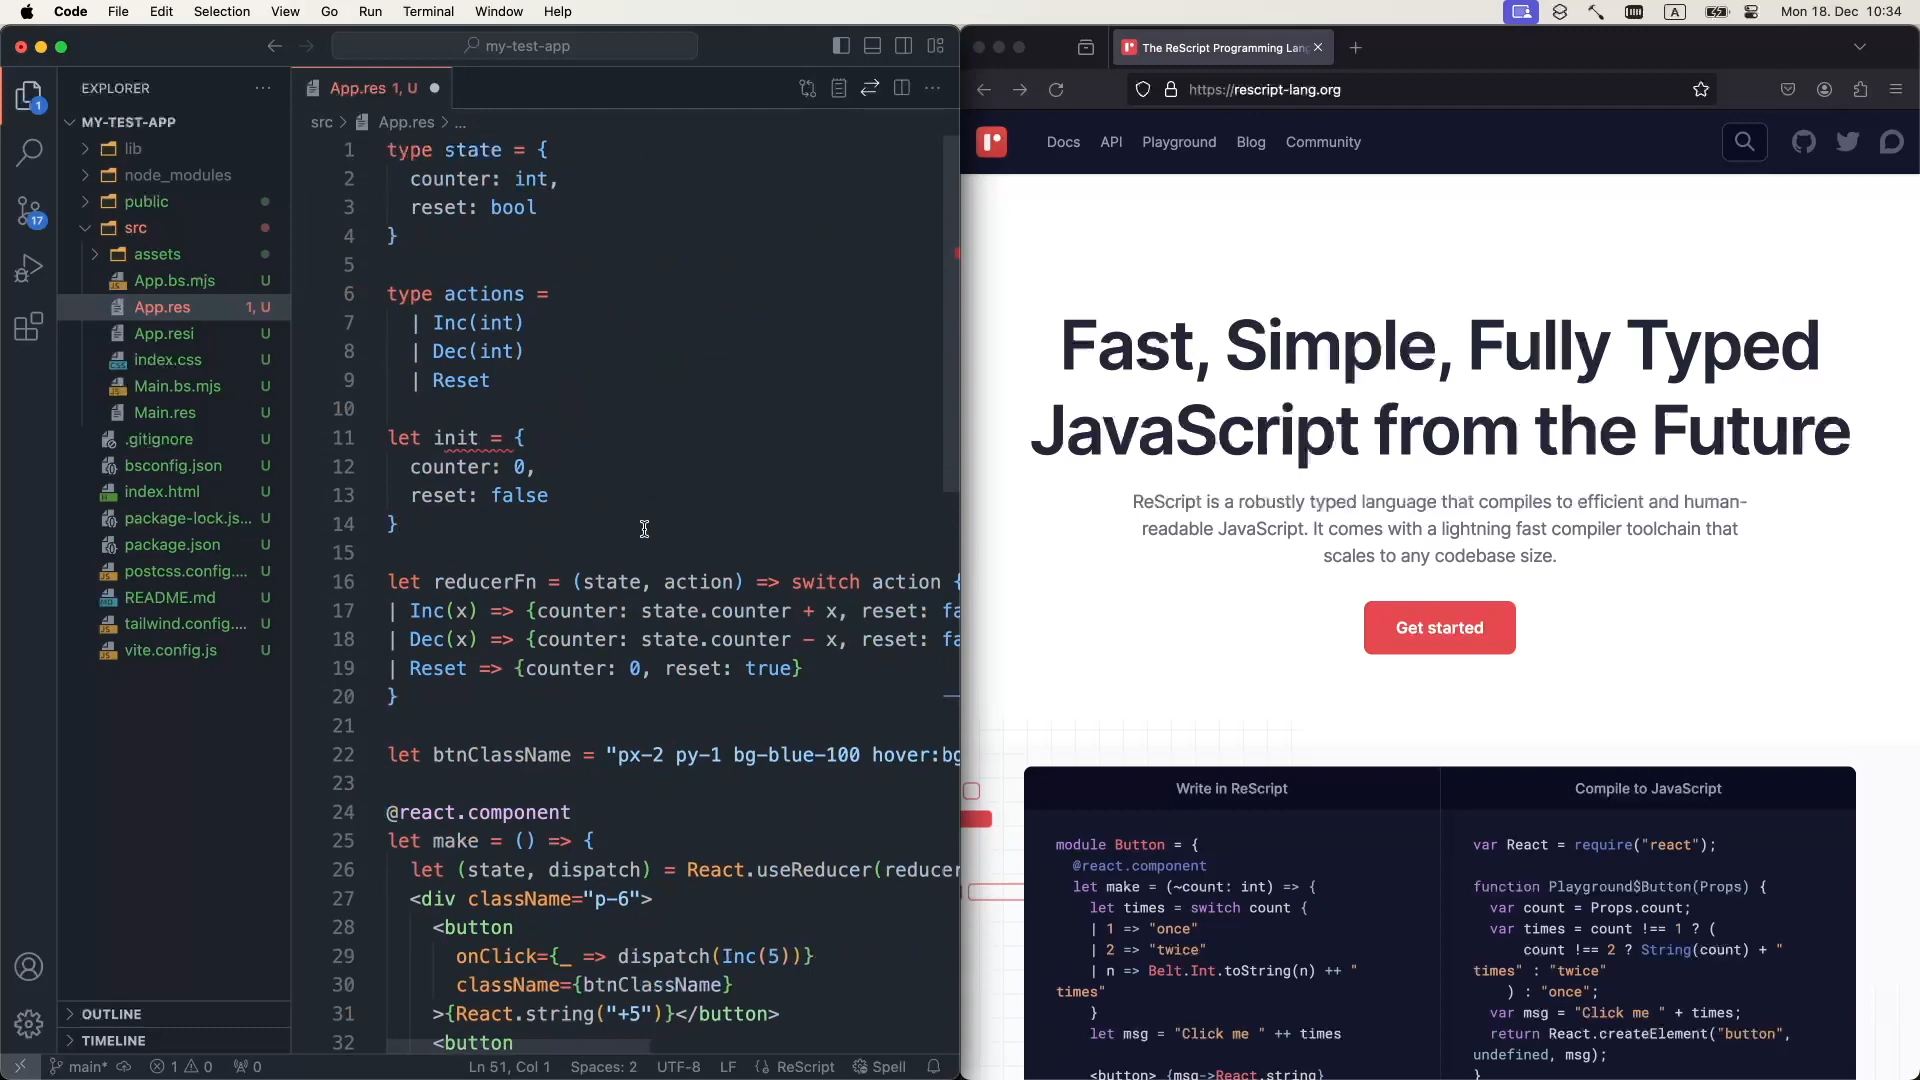 Code File Edit Selection View Go Run Terminal Window Help
A
Mon 18. Dec 10:34
my-test-app
EXPLORER
MY-TEST-APP
lib
node_modules
public
src
assets
App.bs.mjs U
App.res 1, U
App.resi U
index.css U
Main.bs.mjs U
Main.res U
.gitignore U
bsconfig.json U
index.html U
package-lock.js... U
package.json U
postcss.config.... U
README.md U
tailwind.config.... U
vite.config.js U
OUTLINE
TIMELINE
1
17
App.res 1, U
src > App.res > ...
1 type state = {
2 counter: int,
3 reset: bool
4 }
5
6 type actions =
7 | Inc(int)
8 | Dec(int)
9 | Reset
10
11 let init = {
12 counter: 0,
13 reset: false
14 }
15
16 let reducerFn = (state, action) => switch action {
17 | Inc(x) => {counter: state.counter + x, reset: fa
18 | Dec(x) => {counter: state.counter - x, reset: fa
19 | Reset => {counter: 0, reset: true}
20 }
21
22 let btnClassName = "px-2 py-1 bg-blue-100 hover:bg
23
24 @react.component
25 let make = () => {
26 let (state, dispatch) = React.useReducer(reducer
27 <div className="p-6">
28 <button
29 onClick={_ => dispatch(Inc(5))}
30 className={btnClassName}
31 >{React.string("+5")}</button>
32 <button
main* 1 0 0 Ln 51, Col 1 Spaces: 2 UTF-8 LF ReScript Spell
The ReScript Programming Lan
https://rescript-lang.org
Docs API Playground Blog Community
Fast, Simple, Fully Typed
JavaScript from the Future
ReScript is a robustly typed language that compiles to efficient and human-
readable JavaScript. It comes with a lightning fast compiler toolchain that
scales to any codebase size.
Get started
Write in ReScript
module Button = {
@react.component
let make = (~count: int) => {
let times = switch count {
| 1 => "once"
| 2 => "twice"
| n => Belt.Int.toString(n) ++ "
times"
}
let msg = "Click me " ++ times
<button> {msg->React.string}
Compile to JavaScript
var React = require("react");
function Playground$Button(Props) {
var count = Props.count;
var times = count !== 1 ? (
count !== 2 ? String(count) + "
times" : "twice"
) : "once";
var msg = "Click me " + times;
return React.createElement("button",
undefined, msg);
}